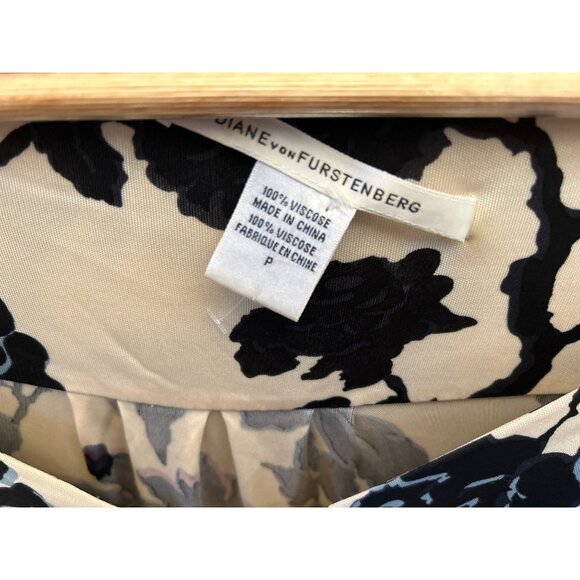 DIANE VON FURSTENBERG
100% VISCOSE
MADE IN CHINA
100% VISCOSE
FABRIQUE EN CHINE
P